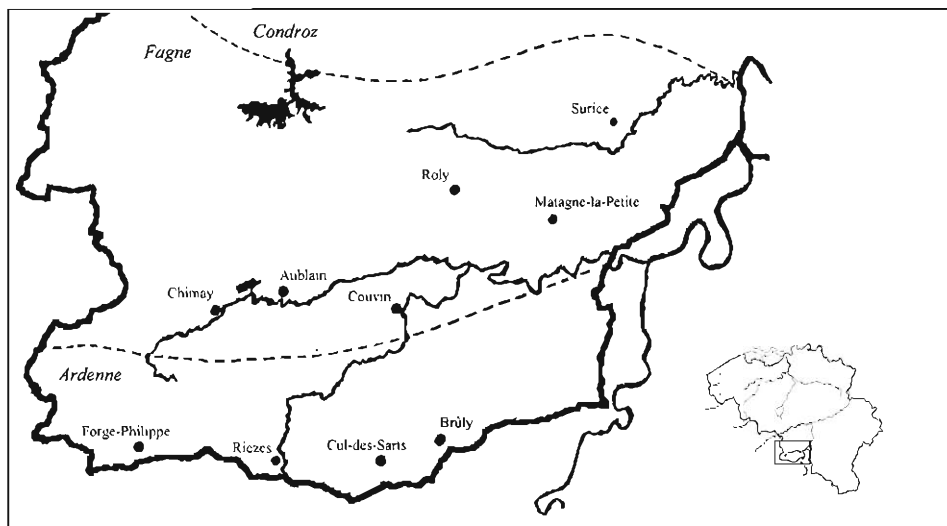 Condroz
Fagne
Surice
Roly
Matagne-la-Petite
Aublain
Chimay
Couvin
Ardenne
Forge-Philippe
Brûly
Riezes
Cul-des-Sarts